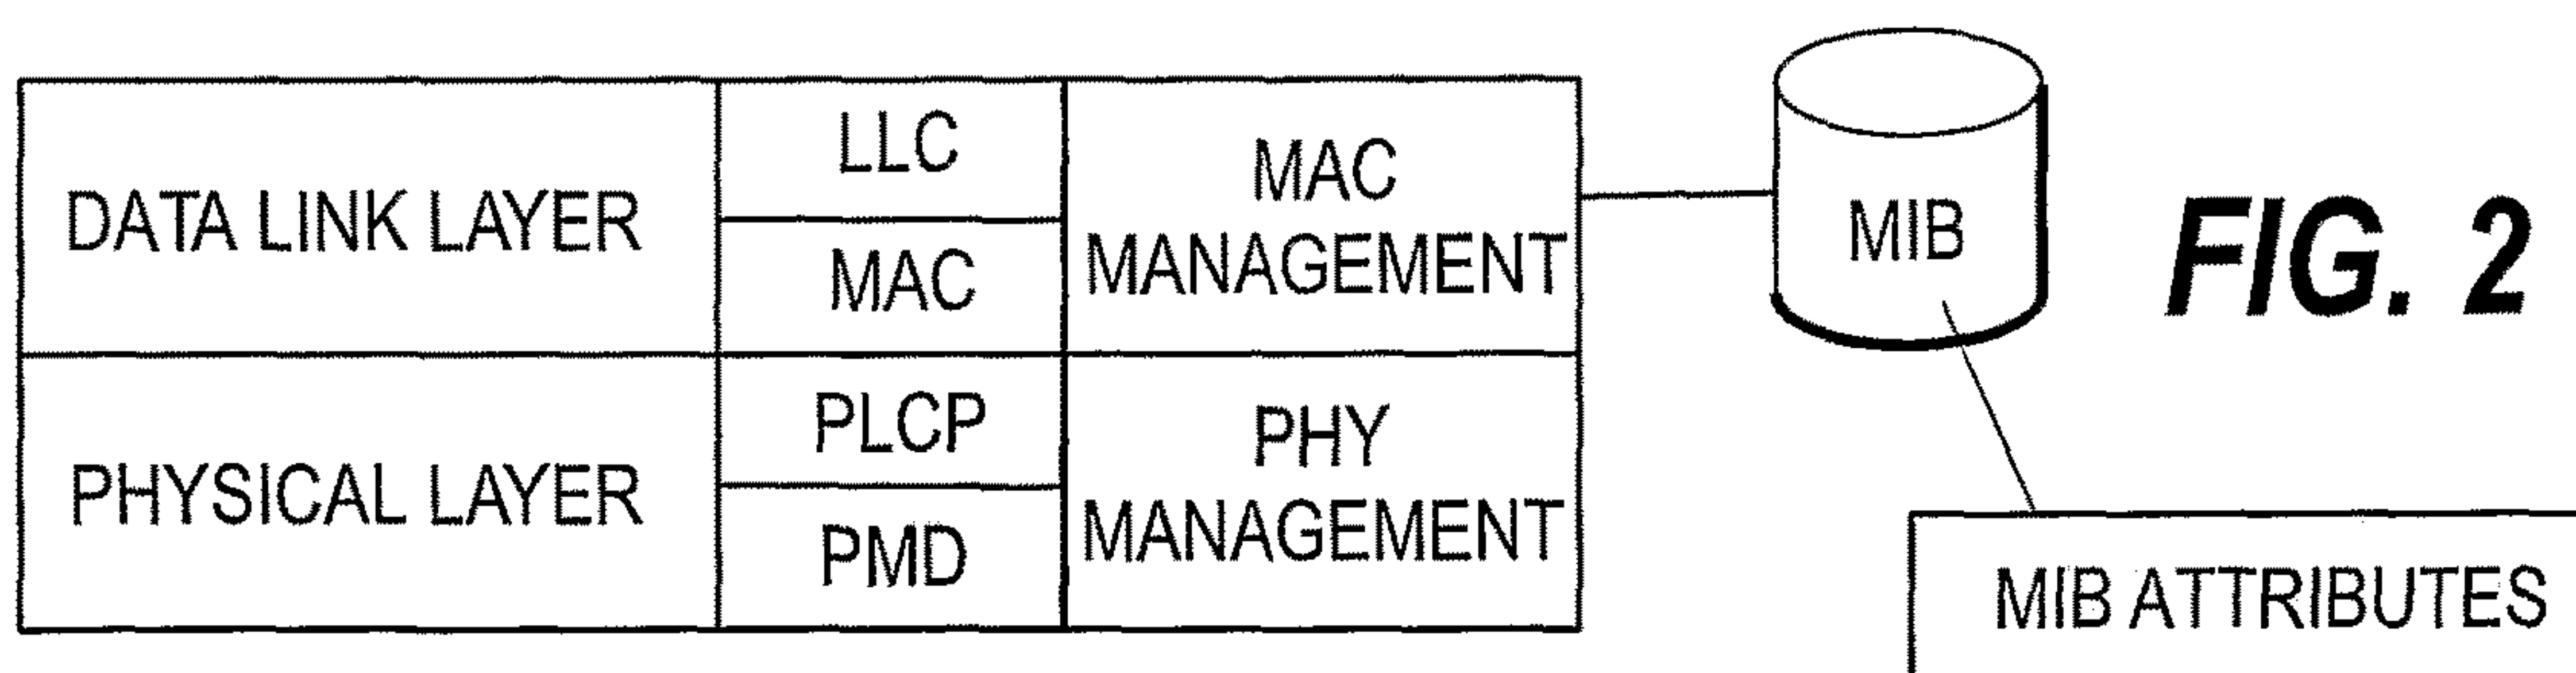 DATA LINK LAYER
LLC
MAC
MAC
MANAGEMENT
PHYSICAL LAYER
PLCP
PMD
PHY
MANAGEMENT
MIB
FIG. 2
MIB ATTRIBUTES